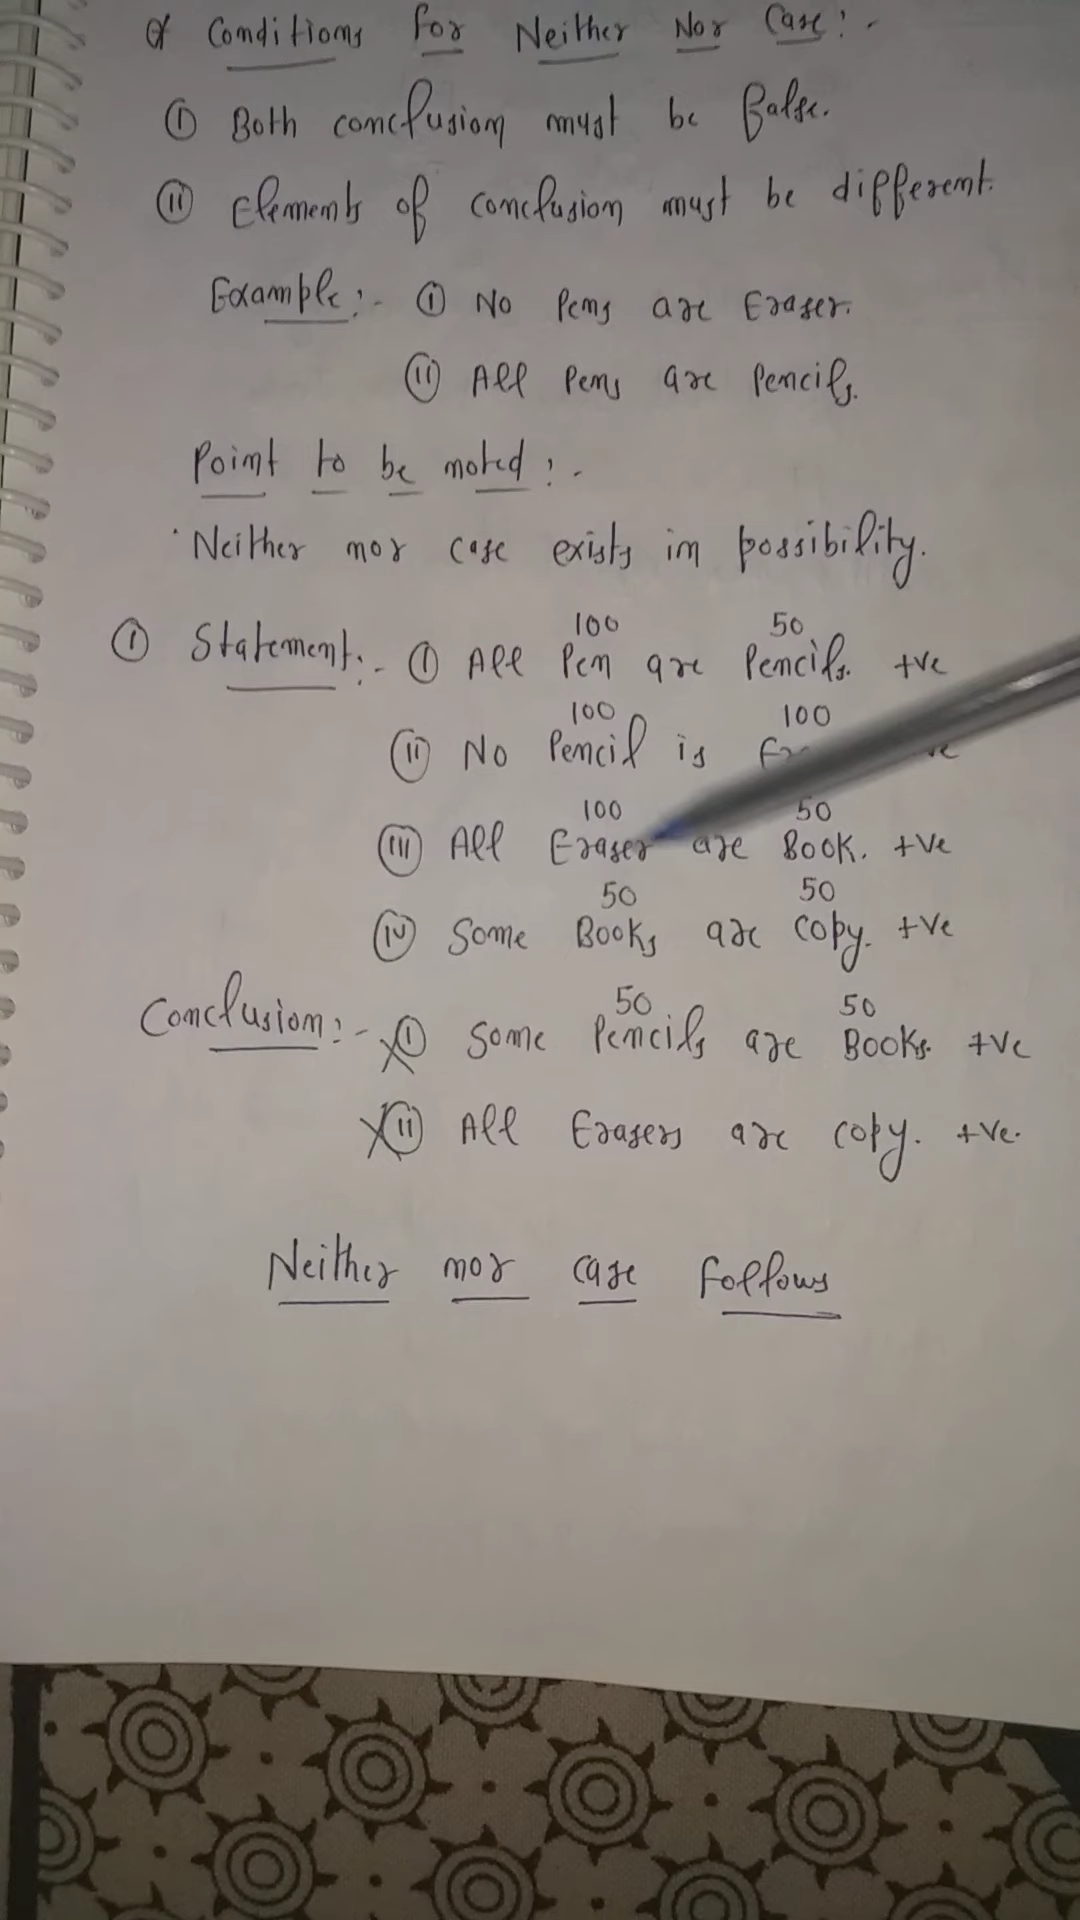 Conditions for Neither Nor Case:-
(I) Both conclusion must be false.
(II) Elements of conclusion must be different.
Example:- (I) No Pens are Eraser.
(II) All Pens are Pencils.
Point to be noted:-
Neither nor case exists in possibility.
100 50
(1) Statement:- (I) All Pen are Pencils. +ve
100 100
(II) No Pencil is
100 50
(III) All Eraser are Book. +ve
50 50
(IV) Some Books are copy. +ve
50 50
Conclusion:- (I) Some Pencils are Books. +ve
(II) All Erasers are copy. +ve.
Neither nor case follows